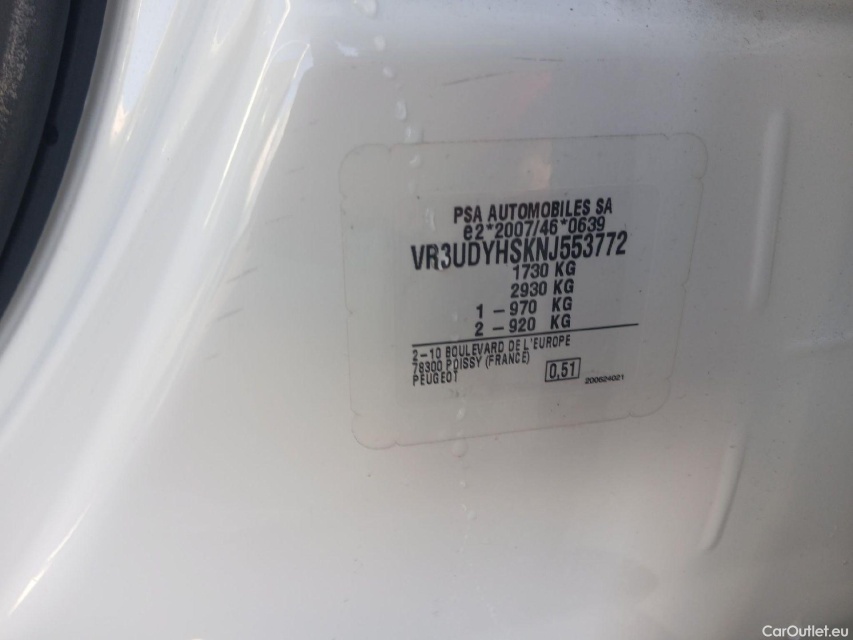 PSA AUTOMOBILES SA
e2*2007/46*0639
VR3UDYHSKNJ553772
1730 KG
2930 KG
1 – 970 KG
2 – 920 KG
2–10 BOULEVARD DE L'EUROPE
78300 POISSY (FRANCE)
PEUGEOT
0,51
200624021
CarOutlet.eu